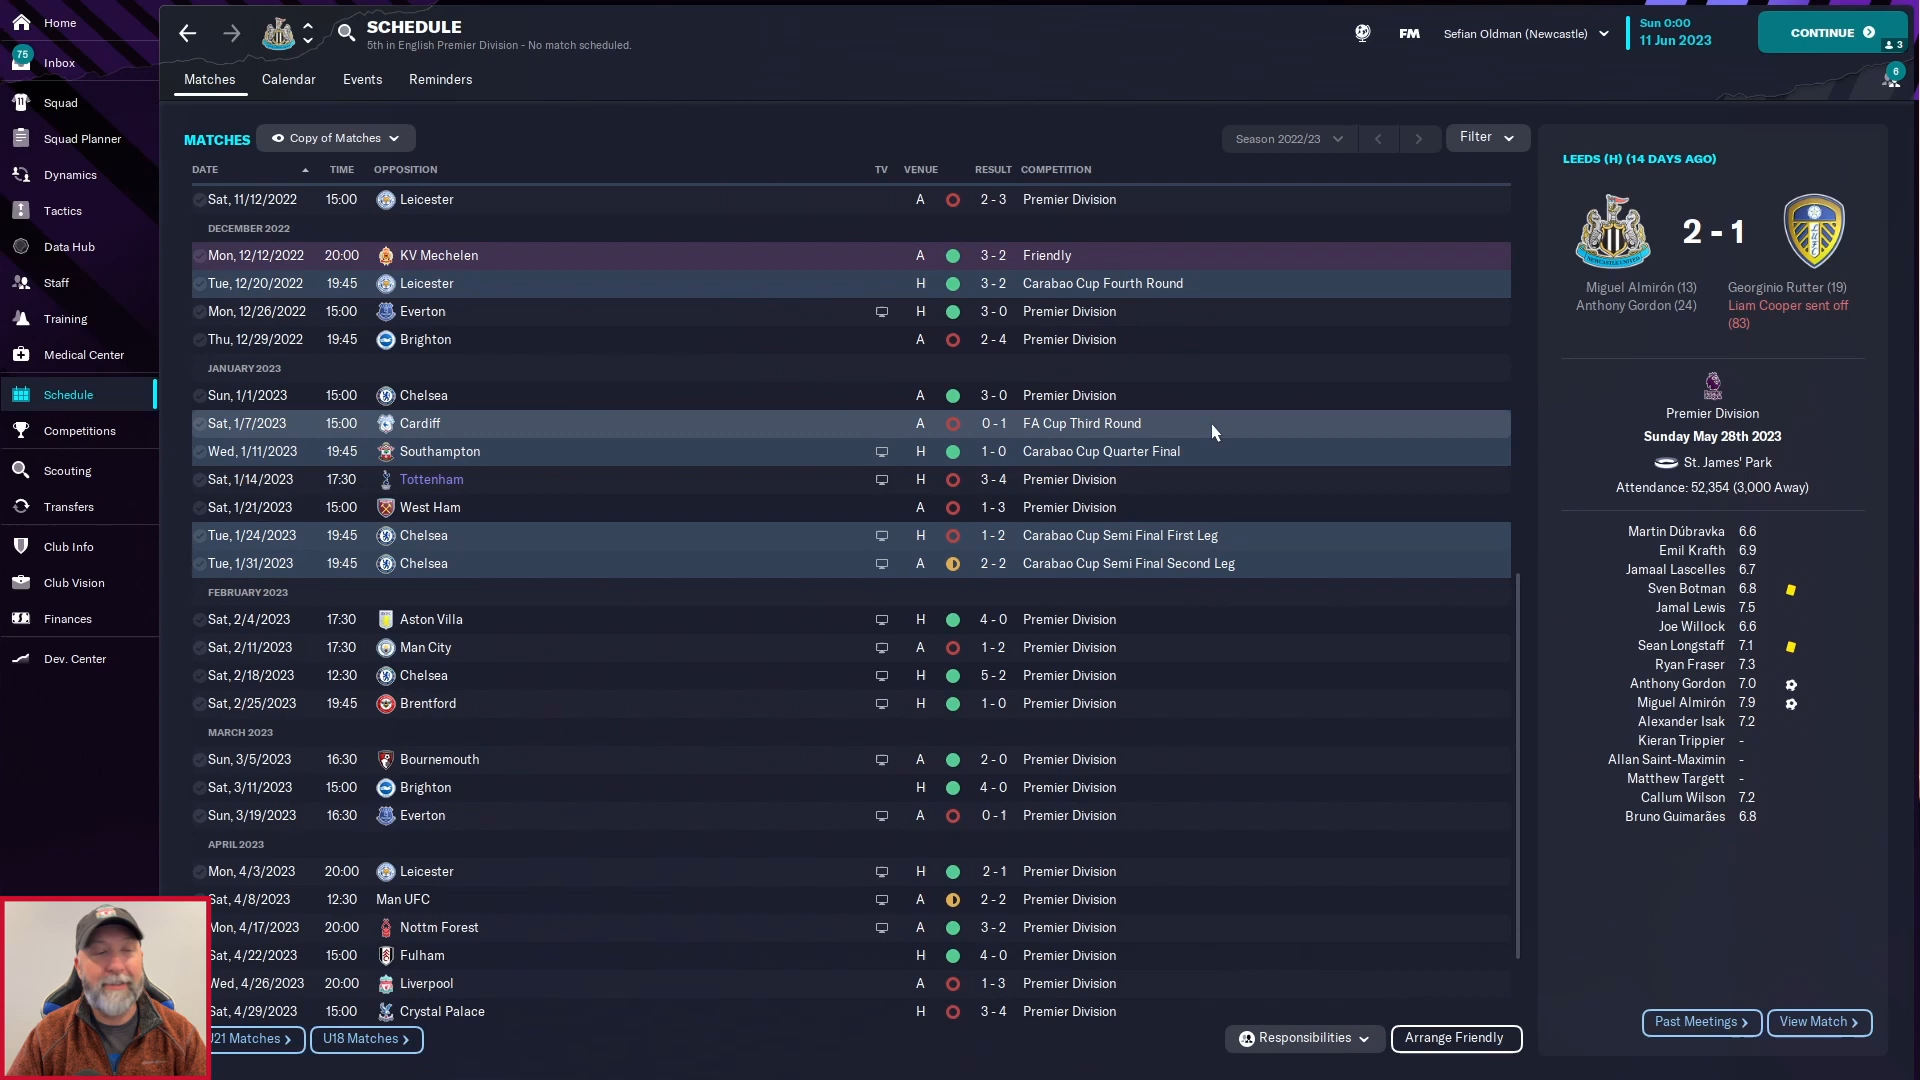 Home
75
Inbox
Squad
Squad Planner
Dynamics
Tactics
Data Hub
Staff
Training
Medical Center
Schedule
Competitions
Scouting
Transfers
Club Info
Club Vision
Finances
Dev. Center
SCHEDULE
5th in English Premier Division - No match scheduled.
FM
Sefian Oldman (Newcastle)
Sun 0:00
11 Jun 2023
CONTINUE
3
6
Matches Calendar Events Reminders
MATCHES Copy of Matches Season 2022/23 Filter
DATE TIME OPPOSITION TV VENUE RESULT COMPETITION
Sat, 11/12/2022 15:00 Leicester A 2 - 3 Premier Division
DECEMBER 2022
Mon, 12/12/2022 20:00 KV Mechelen A 3 - 2 Friendly
Tue, 12/20/2022 19:45 Leicester H 3 - 2 Carabao Cup Fourth Round
Mon, 12/26/2022 15:00 Everton H 3 - 0 Premier Division
Thu, 12/29/2022 19:45 Brighton A 2 - 4 Premier Division
JANUARY 2023
Sun, 1/1/2023 15:00 Chelsea A 3 - 0 Premier Division
Sat, 1/7/2023 15:00 Cardiff A 0 - 1 FA Cup Third Round
Wed, 1/11/2023 19:45 Southampton H 1 - 0 Carabao Cup Quarter Final
Sat, 1/14/2023 17:30 Tottenham H 3 - 4 Premier Division
Sat, 1/21/2023 15:00 West Ham A 1 - 3 Premier Division
Tue, 1/24/2023 19:45 Chelsea H 1 - 2 Carabao Cup Semi Final First Leg
Tue, 1/31/2023 19:45 Chelsea A 2 - 2 Carabao Cup Semi Final Second Leg
FEBRUARY 2023
Sat, 2/4/2023 17:30 Aston Villa H 4 - 0 Premier Division
Sat, 2/11/2023 17:30 Man City A 1 - 2 Premier Division
Sat, 2/18/2023 12:30 Chelsea H 5 - 2 Premier Division
Sat, 2/25/2023 19:45 Brentford H 1 - 0 Premier Division
MARCH 2023
Sun, 3/5/2023 16:30 Bournemouth A 2 - 0 Premier Division
Sat, 3/11/2023 15:00 Brighton H 4 - 0 Premier Division
Sun, 3/19/2023 16:30 Everton A 0 - 1 Premier Division
APRIL 2023
Mon, 4/3/2023 20:00 Leicester H 2 - 1 Premier Division
Sat, 4/8/2023 12:30 Man UFC A 2 - 2 Premier Division
Mon, 4/17/2023 20:00 Nottm Forest A 3 - 2 Premier Division
Sat, 4/22/2023 15:00 Fulham H 4 - 0 Premier Division
Wed, 4/26/2023 20:00 Liverpool A 1 - 3 Premier Division
Sat, 4/29/2023 15:00 Crystal Palace H 3 - 4 Premier Division
U21 Matches U18 Matches Responsibilities Arrange Friendly
LEEDS (H) (14 DAYS AGO)
2 - 1
Miguel Almirón (13) Georginio Rutter (19)
Anthony Gordon (24) Liam Cooper sent off
(83)
Premier Division
Sunday May 28th 2023
St. James' Park
Attendance: 52,354 (3,000 Away)
Martin Dúbravka 6.6
Emil Krafth 6.9
Jamaal Lascelles 6.7
Sven Botman 6.8
Jamal Lewis 7.5
Joe Willock 6.6
Sean Longstaff 7.1
Ryan Fraser 7.3
Anthony Gordon 7.0
Miguel Almirón 7.9
Alexander Isak 7.2
Kieran Trippier -
Allan Saint-Maximin -
Matthew Targett -
Callum Wilson 7.2
Bruno Guimarães 6.8
Past Meetings View Match